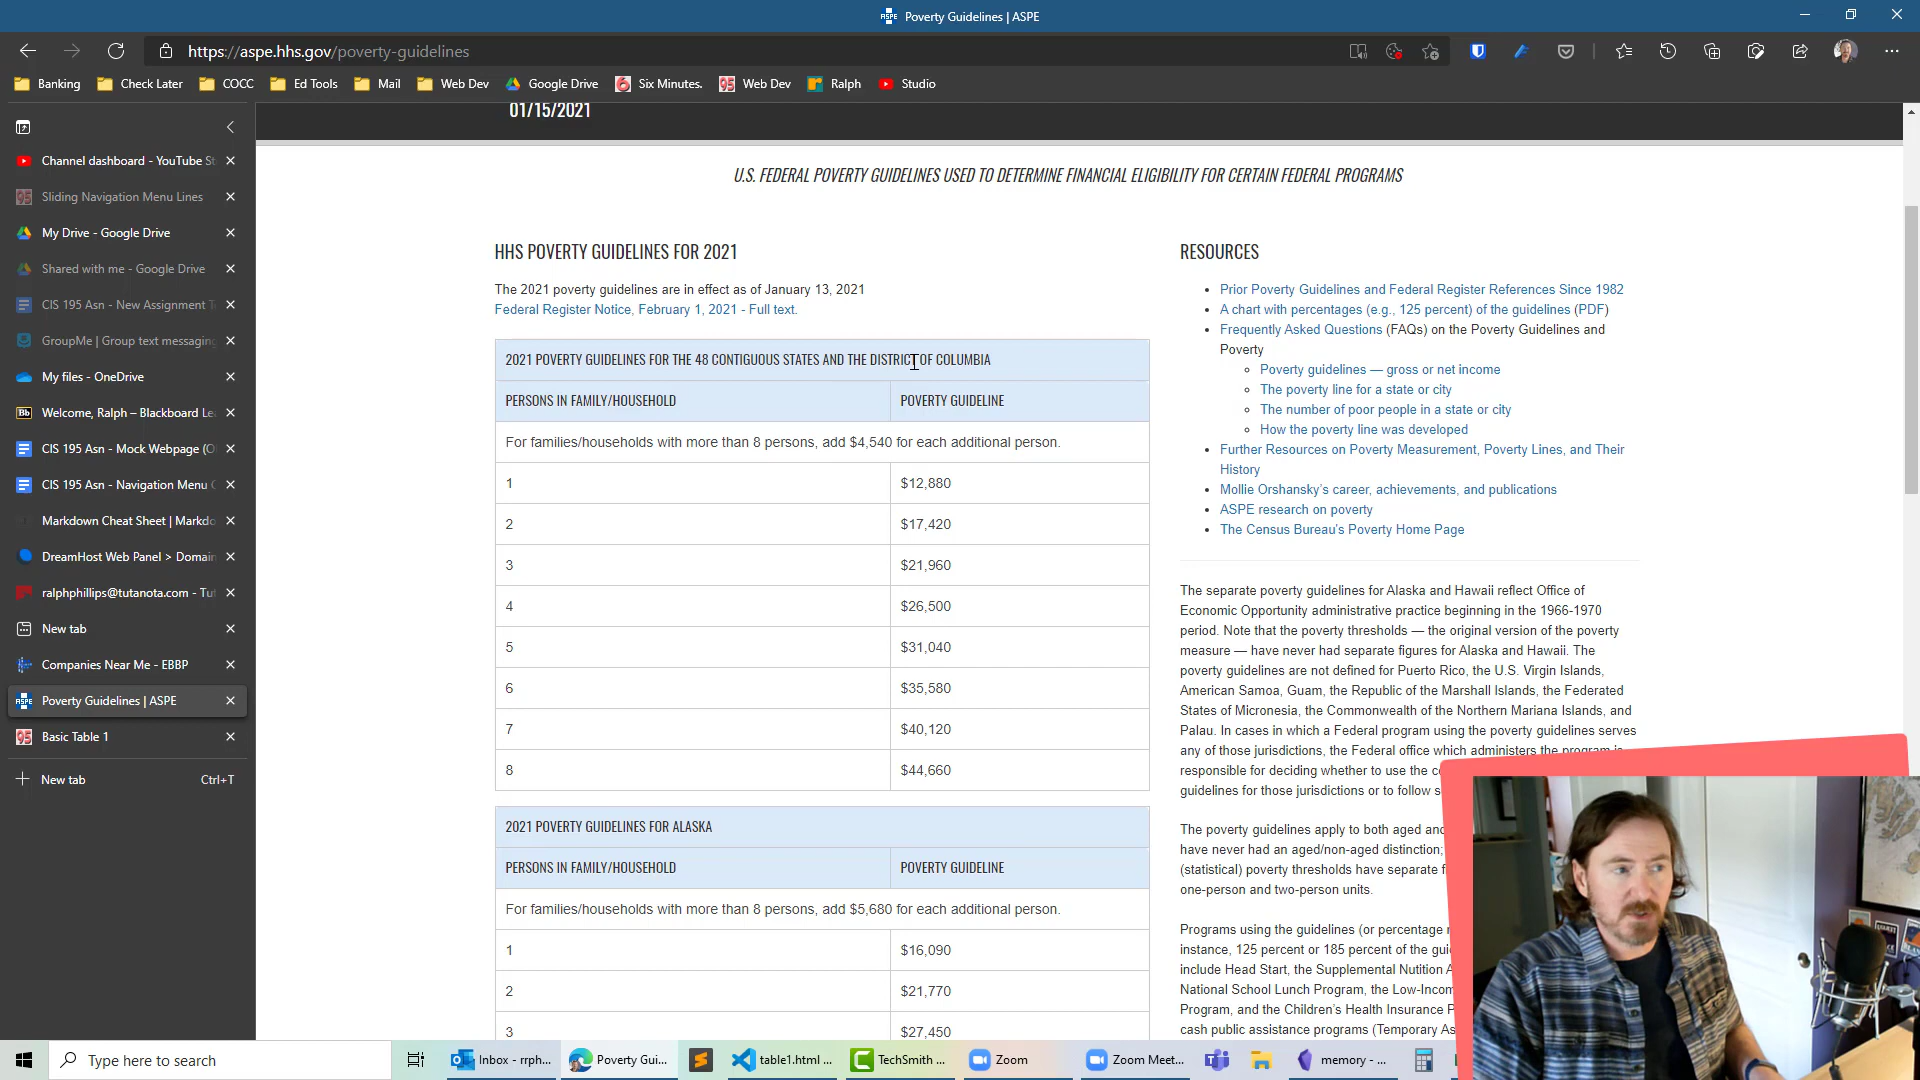 Poverty Guidelines | ASPE
https://aspe.hhs.gov/poverty-guidelines
Banking
Check Later
COCC
Ed Tools
Mail
Web Dev
Google Drive
Six Minutes.
Web Dev
Ralph
Studio
Channel dashboard - YouTube St
Sliding Navigation Menu Lines
My Drive - Google Drive
Shared with me - Google Drive
CIS 195 Asn - New Assignment T
GroupMe | Group text messaging
My files - OneDrive
Welcome, Ralph – Blackboard Le
CIS 195 Asn - Mock Webpage (O
CIS 195 Asn - Navigation Menu
Markdown Cheat Sheet | Markdo
DreamHost Web Panel > Domain
ralphphillips@tutanota.com - Tut
New tab
Companies Near Me - EBBP
Poverty Guidelines | ASPE
Basic Table 1
New tab Ctrl+T
01/15/2021
U.S. FEDERAL POVERTY GUIDELINES USED TO DETERMINE FINANCIAL ELIGIBILITY FOR CERTAIN FEDERAL PROGRAMS
HHS POVERTY GUIDELINES FOR 2021
The 2021 poverty guidelines are in effect as of January 13, 2021
Federal Register Notice, February 1, 2021 - Full text.
2021 POVERTY GUIDELINES FOR THE 48 CONTIGUOUS STATES AND THE DISTRICT OF COLUMBIA
PERSONS IN FAMILY/HOUSEHOLD POVERTY GUIDELINE
For families/households with more than 8 persons, add $4,540 for each additional person.
1 $12,880
2 $17,420
3 $21,960
4 $26,500
5 $31,040
6 $35,580
7 $40,120
8 $44,660
2021 POVERTY GUIDELINES FOR ALASKA
PERSONS IN FAMILY/HOUSEHOLD POVERTY GUIDELINE
For families/households with more than 8 persons, add $5,680 for each additional person.
1 $16,090
2 $21,770
3 $27,450
RESOURCES
Prior Poverty Guidelines and Federal Register References Since 1982
A chart with percentages (e.g., 125 percent) of the guidelines (PDF)
Frequently Asked Questions (FAQs) on the Poverty Guidelines and
Poverty
Poverty guidelines — gross or net income
The poverty line for a state or city
The number of poor people in a state or city
How the poverty line was developed
Further Resources on Poverty Measurement, Poverty Lines, and Their
History
Mollie Orshansky's career, achievements, and publications
ASPE research on poverty
The Census Bureau's Poverty Home Page
The separate poverty guidelines for Alaska and Hawaii reflect Office of
Economic Opportunity administrative practice beginning in the 1966-1970
period. Note that the poverty thresholds — the original version of the poverty
measure — have never had separate figures for Alaska and Hawaii. The
poverty guidelines are not defined for Puerto Rico, the U.S. Virgin Islands,
American Samoa, Guam, the Republic of the Marshall Islands, the Federated
States of Micronesia, the Commonwealth of the Northern Mariana Islands, and
Palau. In cases in which a Federal program using the poverty guidelines serves
any of those jurisdictions, the Federal office which administers the program is
responsible for deciding whether to use the co
guidelines for those jurisdictions or to follow s
The poverty guidelines apply to both aged and
have never had an aged/non-aged distinction;
(statistical) poverty thresholds have separate f
one-person and two-person units.
Programs using the guidelines (or percentage
instance, 125 percent or 185 percent of the gui
include Head Start, the Supplemental Nutition A
National School Lunch Program, the Low-Incom
Program, and the Children's Health Insurance P
cash public assistance programs (Temporary As
Type here to search
Inbox - rrph...
Poverty Gui...
table1.html ...
TechSmith ...
Zoom
Zoom Meet...
memory - ...